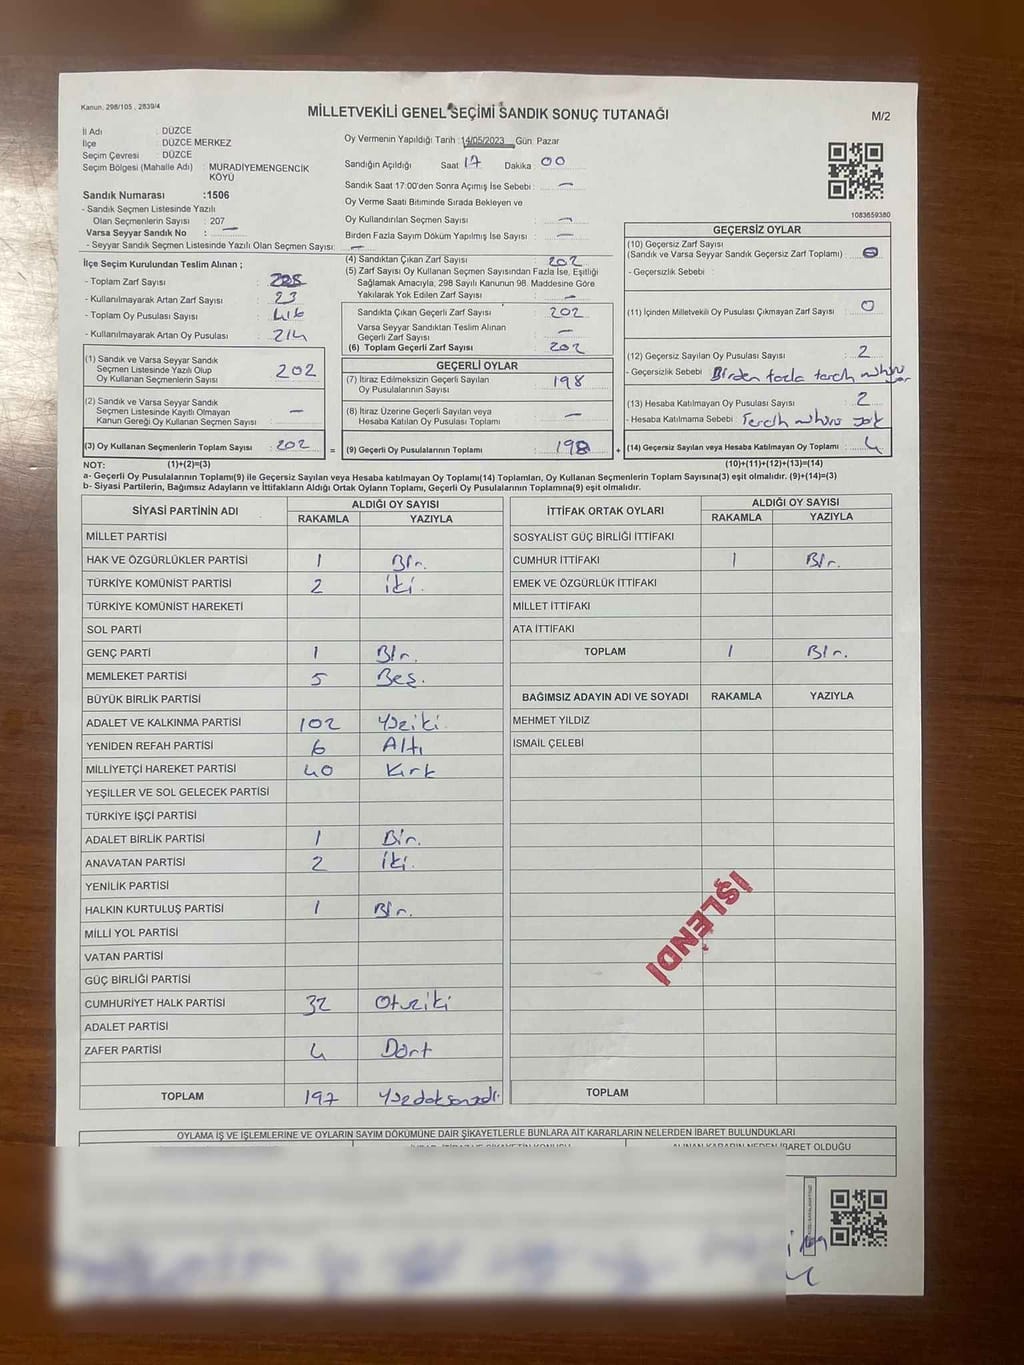 Kanun. 298/105 , 2839/4
MİLLETVEKİLİ GENEL SEÇİMİ SANDIK SONUÇ TUTANAĞI
M/2
İl Adı : DÜZCE
İlçe : DÜZCE MERKEZ
Seçim Çevresi : DÜZCE
Seçim Bölgesi (Mahalle Adı) : MURADİYEMENGENCİK KÖYÜ
Sandık Numarası :1506
- Sandık Seçmen Listesinde Yazılı
Olan Seçmenlerin Sayısı : 207
Varsa Seyyar Sandık No : —
- Seyyar Sandık Seçmen Listesinde Yazılı Olan Seçmen Sayısı: —
Oy Vermenin Yapıldığı Tarih :14/05/2023 Gün: Pazar
Sandığın Açıldığı Saat 17 Dakika : 00
Sandık Saat 17:00'den Sonra Açımış İse Sebebi : —
Oy Verme Saati Bitiminde Sırada Bekleyen ve
Oy Kullandırılan Seçmen Sayısı : —
Birden Fazla Sayım Döküm Yapılmış İse Sayısı : —
1083659380
İlçe Seçim Kurulundan Teslim Alınan ;
- Toplam Zarf Sayısı :
- Kullanılmayarak Artan Zarf Sayısı : 23
- Toplam Oy Pusulası Sayısı : 416
- Kullanılmayarak Artan Oy Pusulası : 214
(1) Sandık ve Varsa Seyyar Sandık
Seçmen Listesinde Yazılı Olup
Oy Kullanan Seçmenlerin Sayısı 202
(2) Sandık ve Varsa Seyyar Sandık
Seçmen Listesinde Kayıtlı Olmayan
Kanun Gereği Oy Kullanan Seçmen Sayısı : —
(3) Oy Kullanan Seçmenlerin Toplam Sayısı : 202
(4) Sandıktan Çıkan Zarf Sayısı : 202
(5) Zarf Sayısı Oy Kullanan Seçmen Sayısından Fazla İse, Eşitliği
Sağlamak Amacıyla, 298 Sayılı Kanunun 98. Maddesine Göre
Yakılarak Yok Edilen Zarf Sayısı : —
Sandıkta Çıkan Geçerli Zarf Sayısı : 202
Varsa Seyyar Sandıktan Teslim Alınan
Geçerli Zarf Sayısı : —
(6) Toplam Geçerli Zarf Sayısı : 202
GEÇERLİ OYLAR
(7) İtiraz Edilmeksizin Geçerli Sayılan
Oy Pusulalarının Sayısı 198
(8) İtiraz Üzerine Geçerli Sayılan veya
Hesaba Katılan Oy Pusulası Toplamı : —
= (9) Geçerli Oy Pusulalarının Toplamı : 198 +
GEÇERSİZ OYLAR
(10) Geçersiz Zarf Sayısı
(Sandık ve Varsa Seyyar Sandık Geçersiz Zarf Toplamı) : 0
- Geçersizlik Sebebi :
(11) İçinden Milletvekili Oy Pusulası Çıkmayan Zarf Sayısı : 0
(12) Geçersiz Sayılan Oy Pusulası Sayısı : 2
- Geçersizlik Sebebi : Birden fazla tercih mührü var
(13) Hesaba Katılmayan Oy Pusulası Sayısı : 2
- Hesaba Katılmama Sebebi : Tercih mührü yok
(14) Geçersiz Sayılan veya Hesaba Katılmayan Oy Toplamı : 4
NOT: (1)+(2)=(3)
(10)+(11)+(12)+(13)=(14)
a- Geçerli Oy Pusulalarının Toplamı(9) ile Geçersiz Sayılan veya Hesaba katılmayan Oy Toplamı(14) Toplamları, Oy Kullanan Seçmenlerin Toplam Sayısına(3) eşit olmalıdır. (9)+(14)=(3)
b- Siyasi Partilerin, Bağımsız Adayların ve İttifakların Aldığı Ortak Oyların Toplamı, Geçerli Oy Pusulalarının Toplamına(9) eşit olmalıdır.
SİYASİ PARTİNİN ADI ALDIĞI OY SAYISI
RAKAMLA YAZIYLA
MİLLET PARTİSİ
HAK VE ÖZGÜRLÜKLER PARTİSİ 1 Bir.
TÜRKİYE KOMÜNİST PARTİSİ 2 iki.
TÜRKİYE KOMÜNİST HAREKETİ
SOL PARTİ
GENÇ PARTİ 1 Bir.
MEMLEKET PARTİSİ 5 Beş.
BÜYÜK BİRLİK PARTİSİ
ADALET VE KALKINMA PARTİSİ 102 Yüziki.
YENİDEN REFAH PARTİSİ 6 Altı
MİLLİYETÇİ HAREKET PARTİSİ 40 Kırk
YEŞİLLER VE SOL GELECEK PARTİSİ
TÜRKİYE İŞÇİ PARTİSİ
ADALET BİRLİK PARTİSİ 1 Bir.
ANAVATAN PARTİSİ 2 iki.
YENİLİK PARTİSİ
HALKIN KURTULUŞ PARTİSİ 1 Bir.
MİLLİ YOL PARTİSİ
VATAN PARTİSİ
GÜÇ BİRLİĞİ PARTİSİ
CUMHURİYET HALK PARTİSİ 32 Otuziki
ADALET PARTİSİ
ZAFER PARTİSİ 4 Dört
TOPLAM 197
İTTİFAK ORTAK OYLARI ALDIĞI OY SAYISI
RAKAMLA YAZIYLA
SOSYALİST GÜÇ BİRLİĞİ İTTİFAKI
CUMHUR İTTİFAKI 1 Bir.
EMEK VE ÖZGÜRLÜK İTTİFAKI
MİLLET İTTİFAKI
ATA İTTİFAKI
TOPLAM 1 Bir.
BAĞIMSIZ ADAYIN ADI VE SOYADI RAKAMLA YAZIYLA
MEHMET YILDIZ
İSMAİL ÇELEBİ
İŞLENDİ
TOPLAM
OYLAMA İŞ VE İŞLEMLERİNE VE OYLARIN SAYIM DÖKÜMÜNE DAİR ŞİKAYETLERLE BUNLARA AİT KARARLARIN NELERDEN İBARET BULUNDUKLARI
ALINAN KARARIN NEDEN İBARET OLDUĞU